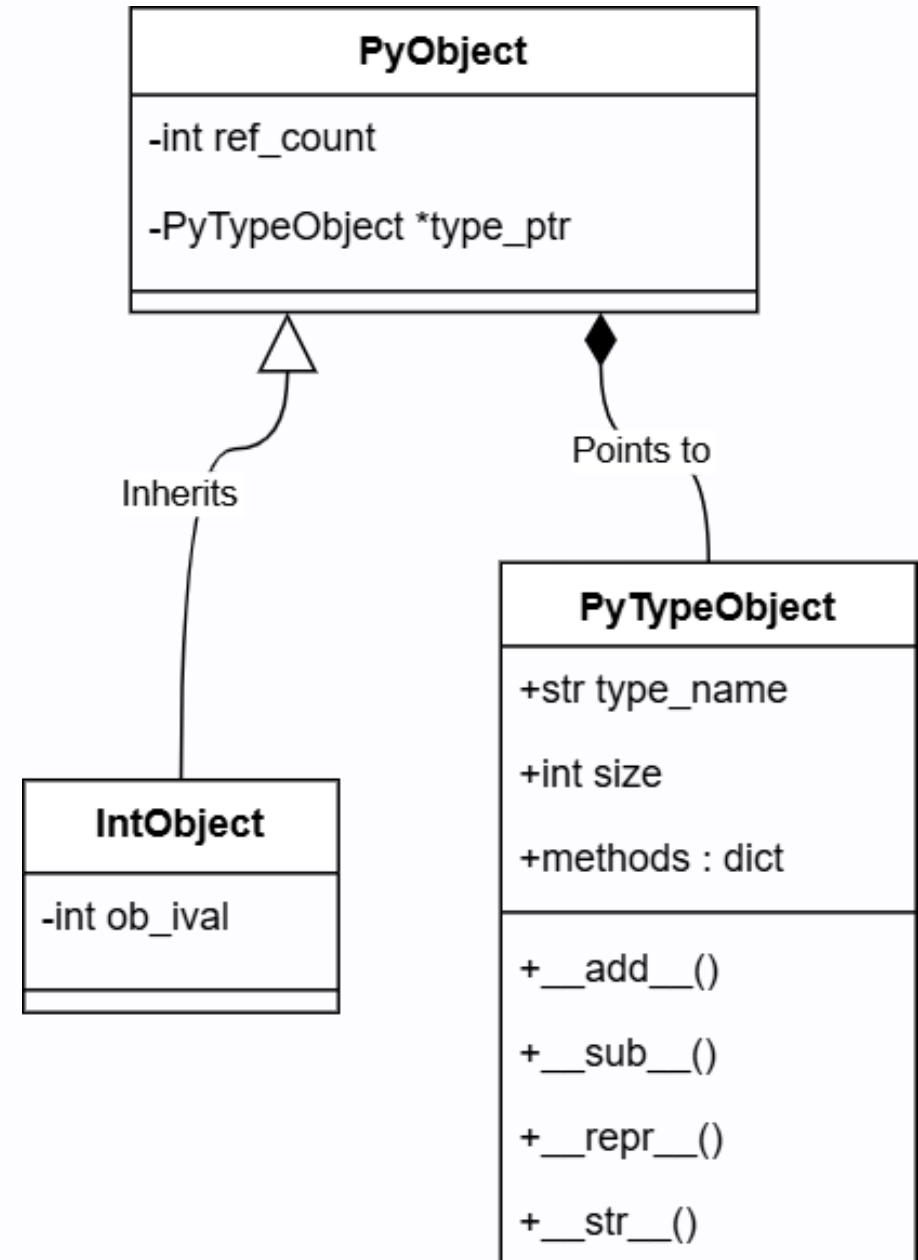 PyObject
-int ref_count
-PyTypeObject *type_ptr
Inherits
Points to
PyTypeObject
+str type_name
+int size
+methods : dict
+__add__()
+__sub__()
+__repr__()
+__str__()
IntObject
-int ob_ival